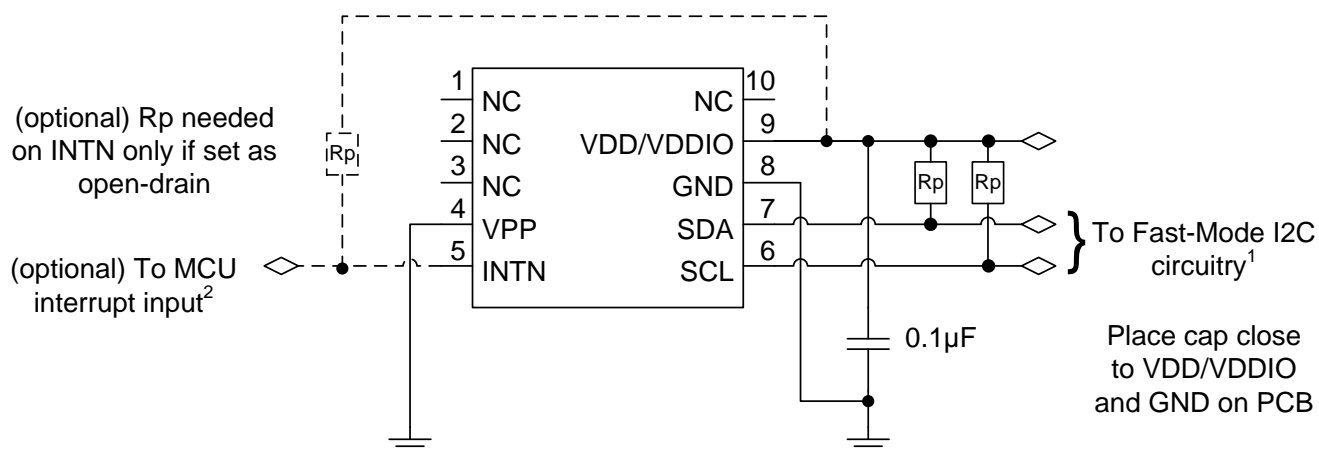 (optional) Rp needed
on INTN only if set as
open-drain
Rp
(optional) To MCU
interrupt input2
1
NC
2
NC
3
NC
4
VPP
5
INTN
10
NC
9
VDD/VDDIO
8
GND
7
SDA
6
SCL
Rp
Rp
0.1µF
} To Fast-Mode I2C
circuitry1
Place cap close
to VDD/VDDIO
and GND on PCB